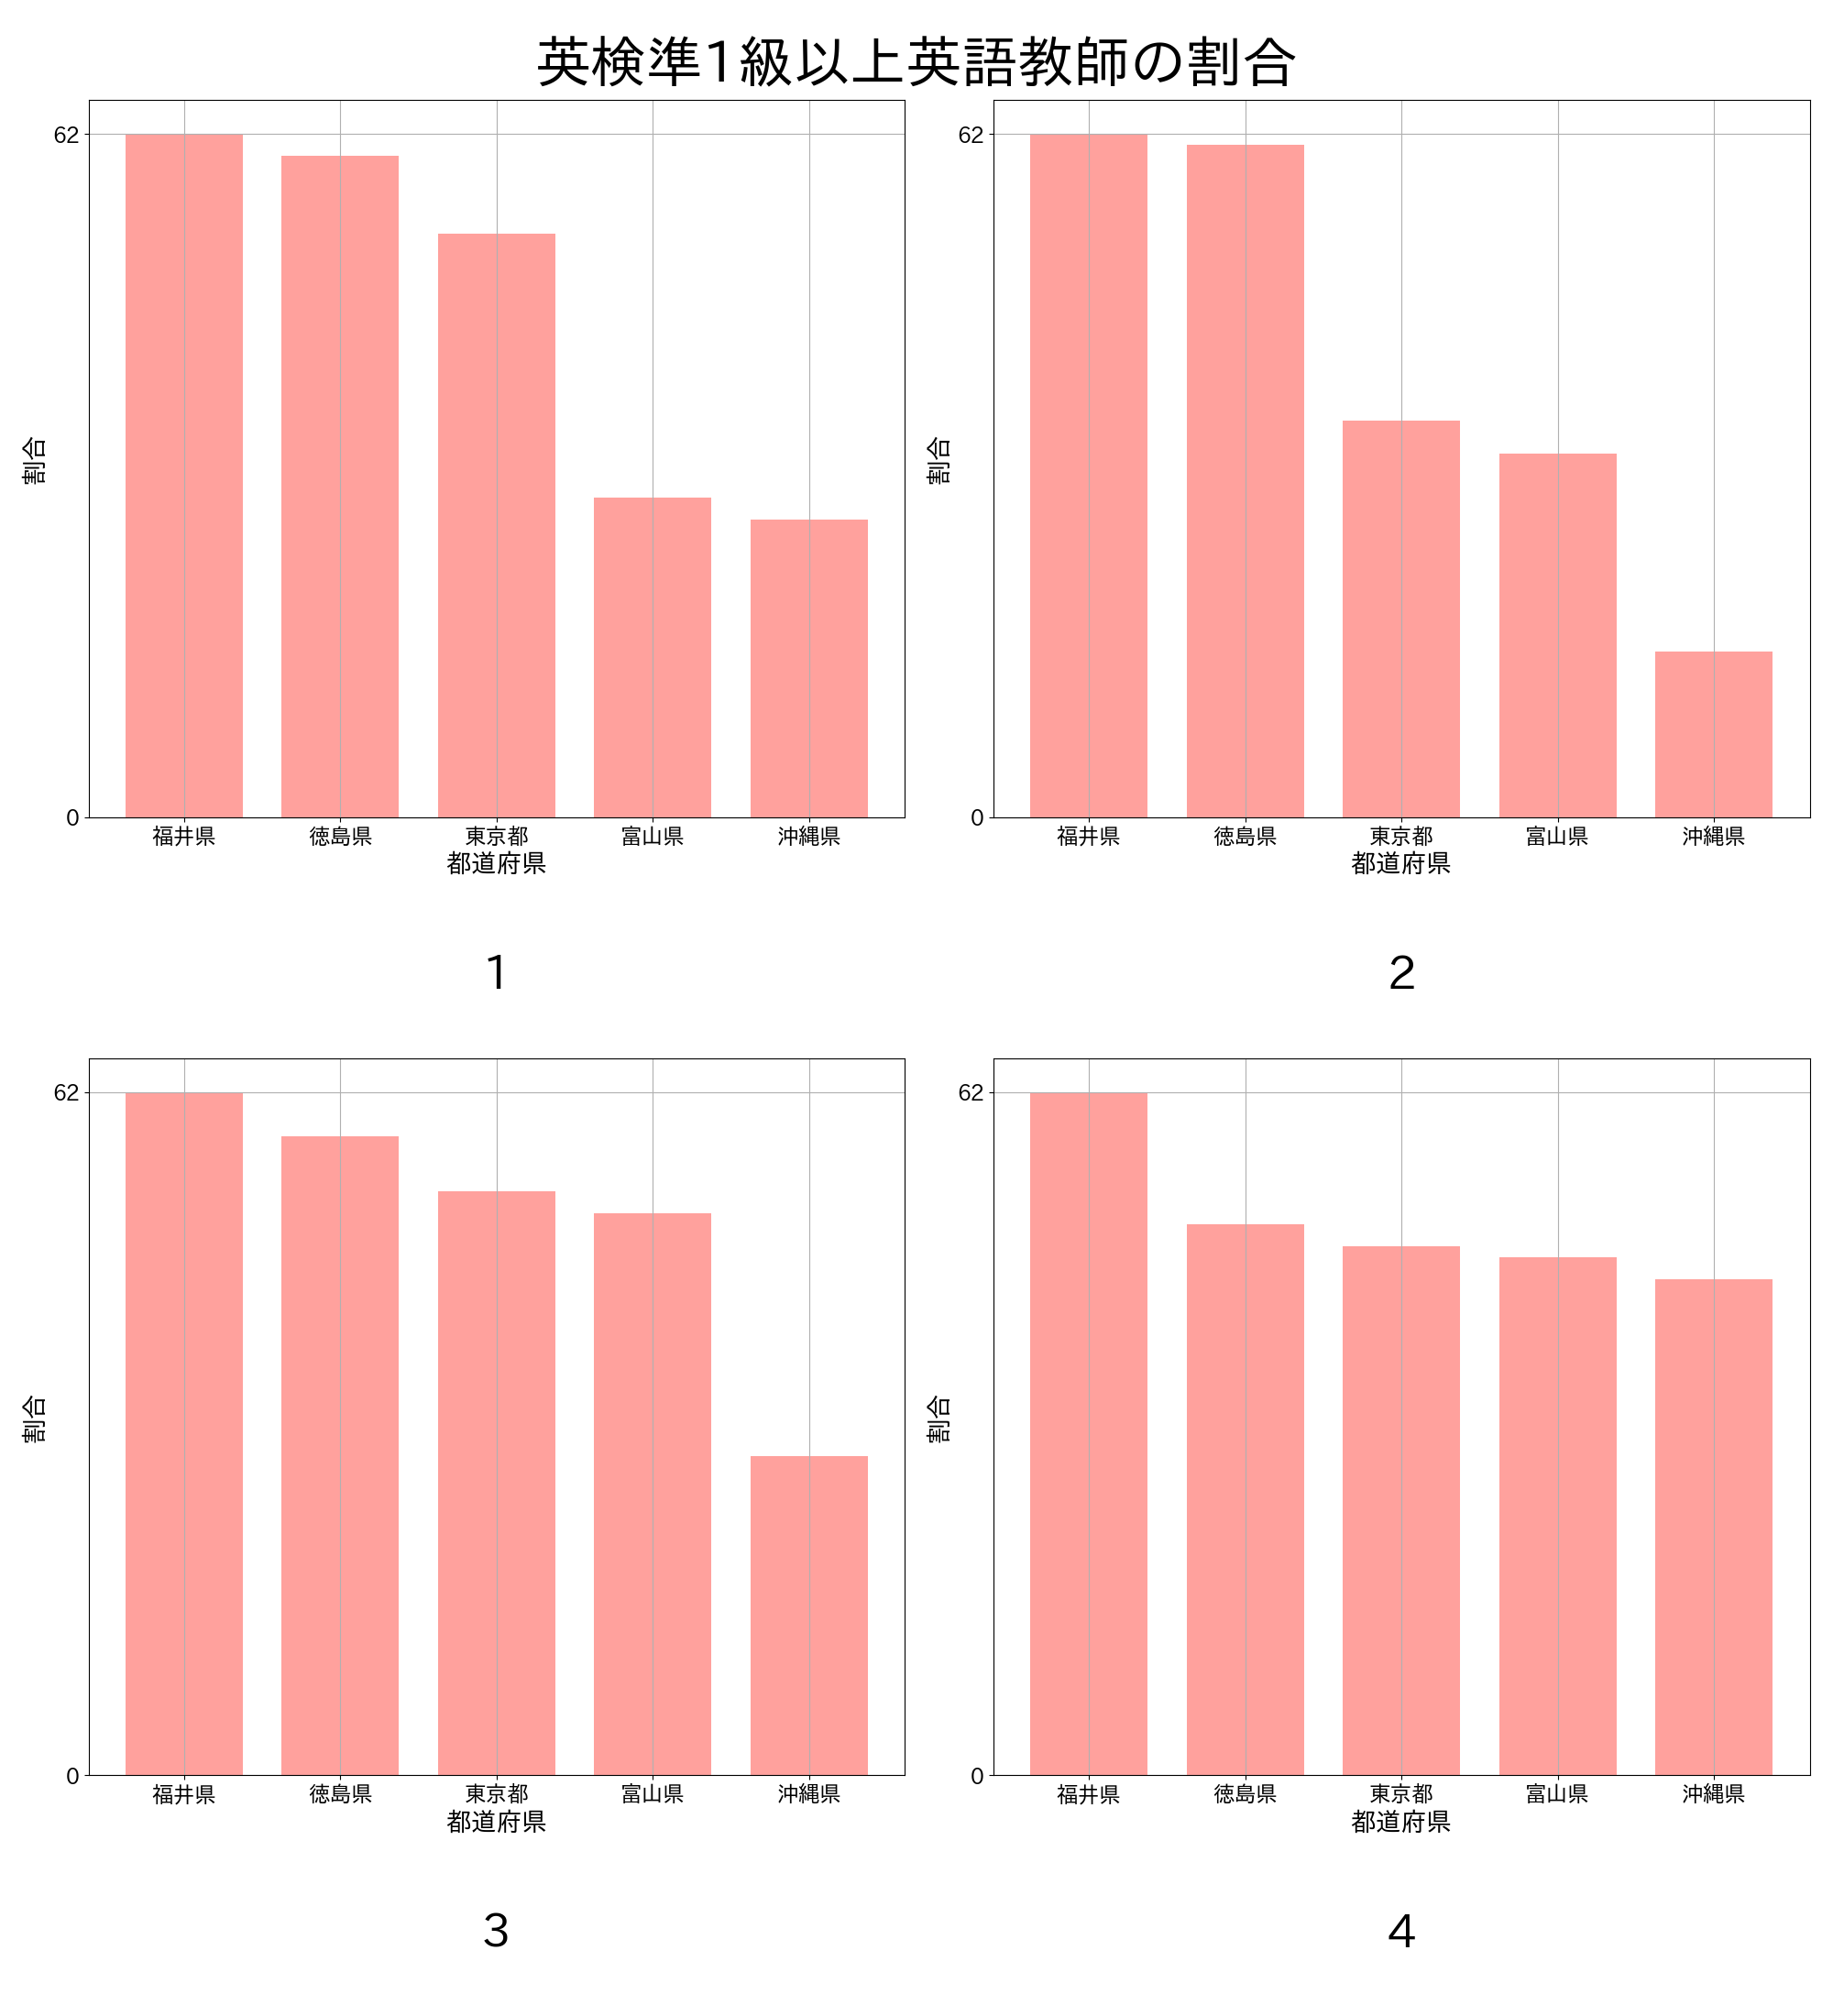 英検準1級以上英語教師の割合
62
0
割合
福井県 徳島県 東京都 富山県 沖縄県
都道府県
1
62
0
割合
福井県 徳島県 東京都 富山県 沖縄県
都道府県
2
62
0
割合
福井県 徳島県 東京都 富山県 沖縄県
都道府県
3
62
0
割合
福井県 徳島県 東京都 富山県 沖縄県
都道府県
4